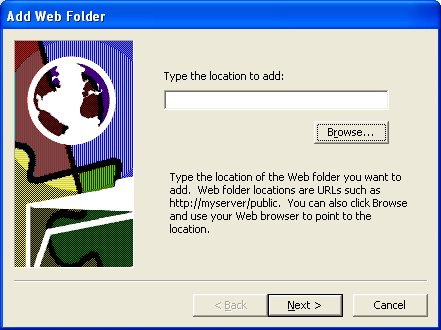 Add Web Folder
Type the location to add:
Browse...
Type the location of the Web folder you want to
add. Web folder locations are URLs such as
http://myserver/public. You can also click Browse
and use your Web browser to point to the
location.
< Back
Next >
Cancel